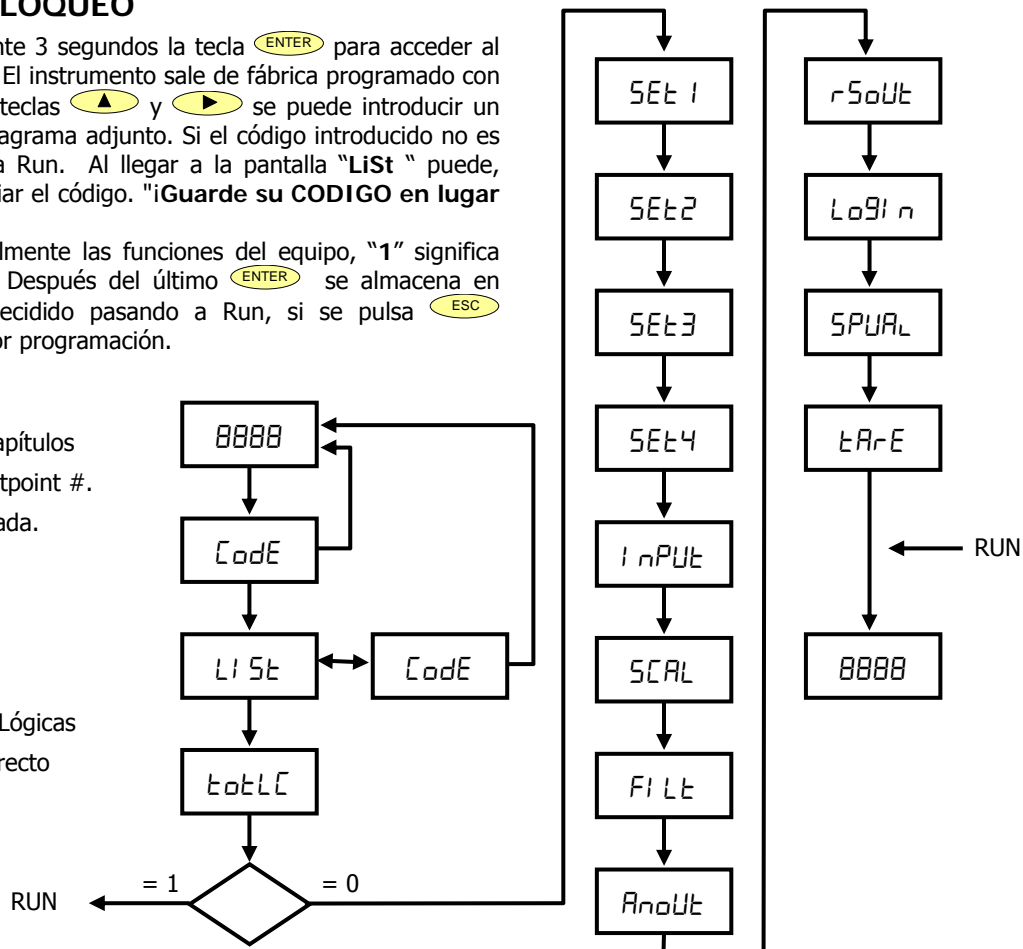 LOQUEO
nte 3 segundos la tecla ENTER para acceder al
El instrumento sale de fábrica programado con
teclas y se puede introducir un
agrama adjunto. Si el código introducido no es
a Run. Al llegar a la pantalla “LiSt “ puede,
iar el código. "¡Guarde su CODIGO en lugar
lmente las funciones del equipo, “1” significa
Después del último ENTER se almacena en
ecidido pasando a Run, si se pulsa ESC
or programación.
apítulos
tpoint #.
ada.
Lógicas
recto
8888
CodE
LISt CodE
totLC
= 1 = 0
RUN
SEt1
SEt2
SEt3
SEt4
InPUt
SCAL
FILt
AnoUt
rSoUt
LogIn
SPVAL
tArE
RUN
8888